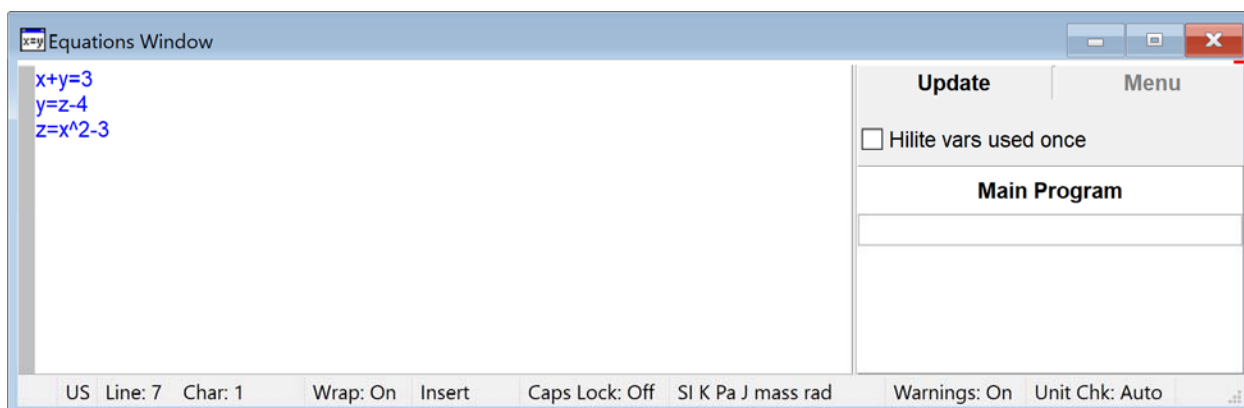 x=y Equations Window
x+y=3
y=z-4
z=x^2-3
Update Menu
Hilite vars used once
Main Program
US Line: 7 Char: 1 Wrap: On Insert Caps Lock: Off SI K Pa J mass rad Warnings: On Unit Chk: Auto